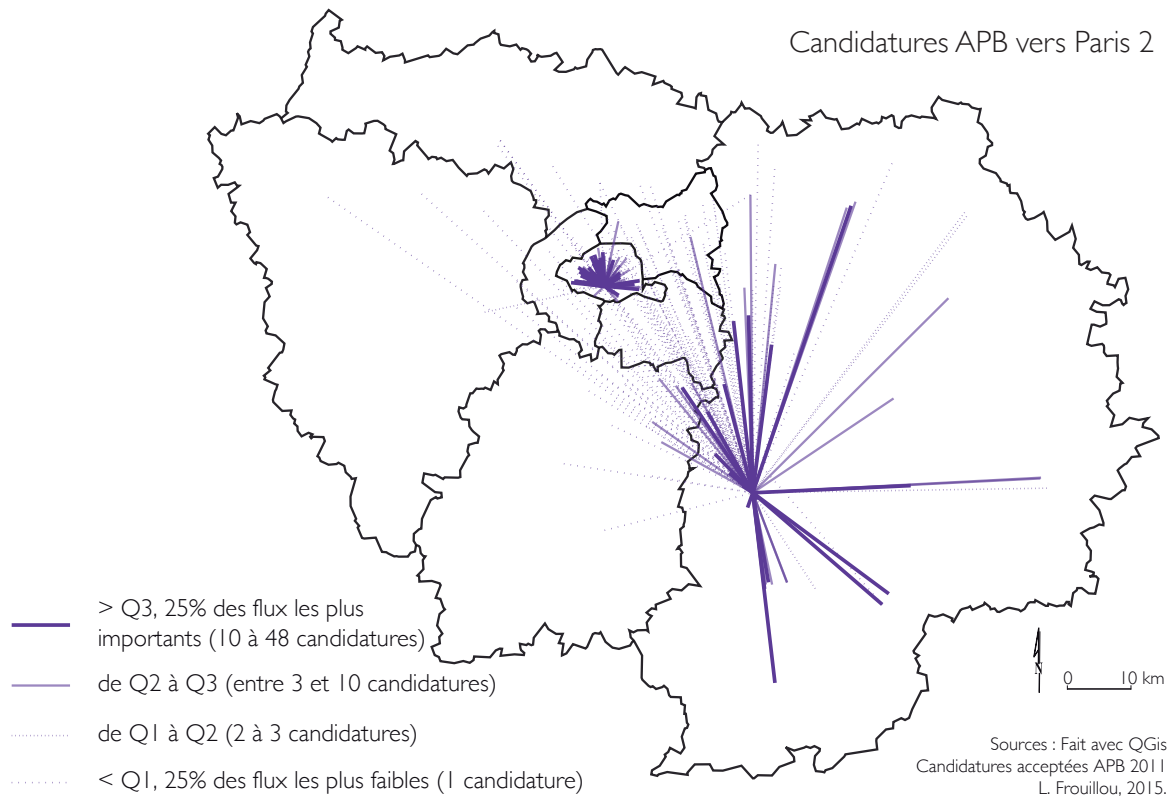 Candidatures APB vers Paris 2
> Q3, 25% des flux les plus
importants (10 à 48 candidatures)
de Q2 à Q3 (entre 3 et 10 candidatures)
de Q1 à Q2 (2 à 3 candidatures)
< Q1, 25% des flux les plus faibles (1 candidature)
N
0 10 km
Sources : Fait avec QGis
Candidatures acceptées APB 2011
L. Frouillou, 2015.